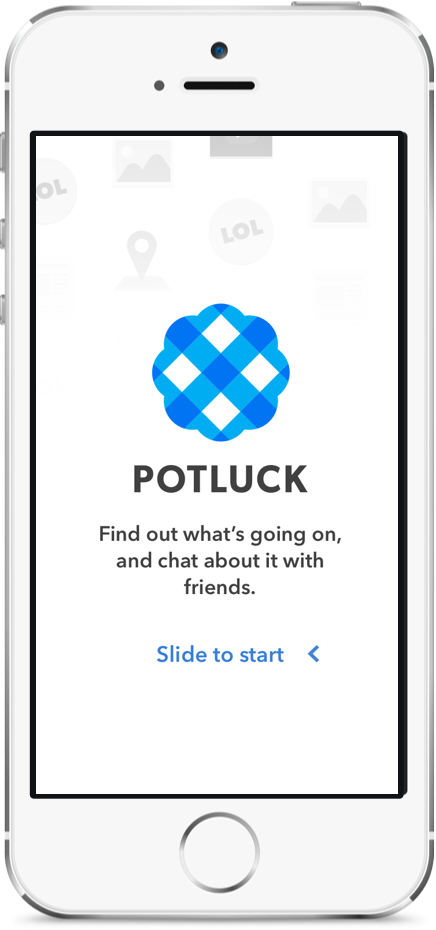 LOL
LOL
POTLUCK
Find out what's going on,
and chat about it with
friends.
Slide to start